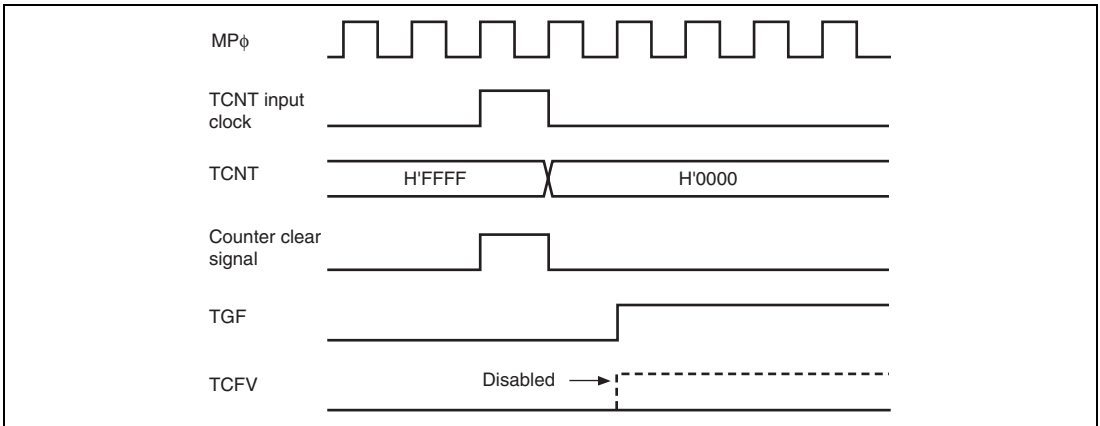 MPϕ
TCNT input
clock
TCNT
H'FFFF
H'0000
Counter clear
signal
TGF
TCFV
Disabled